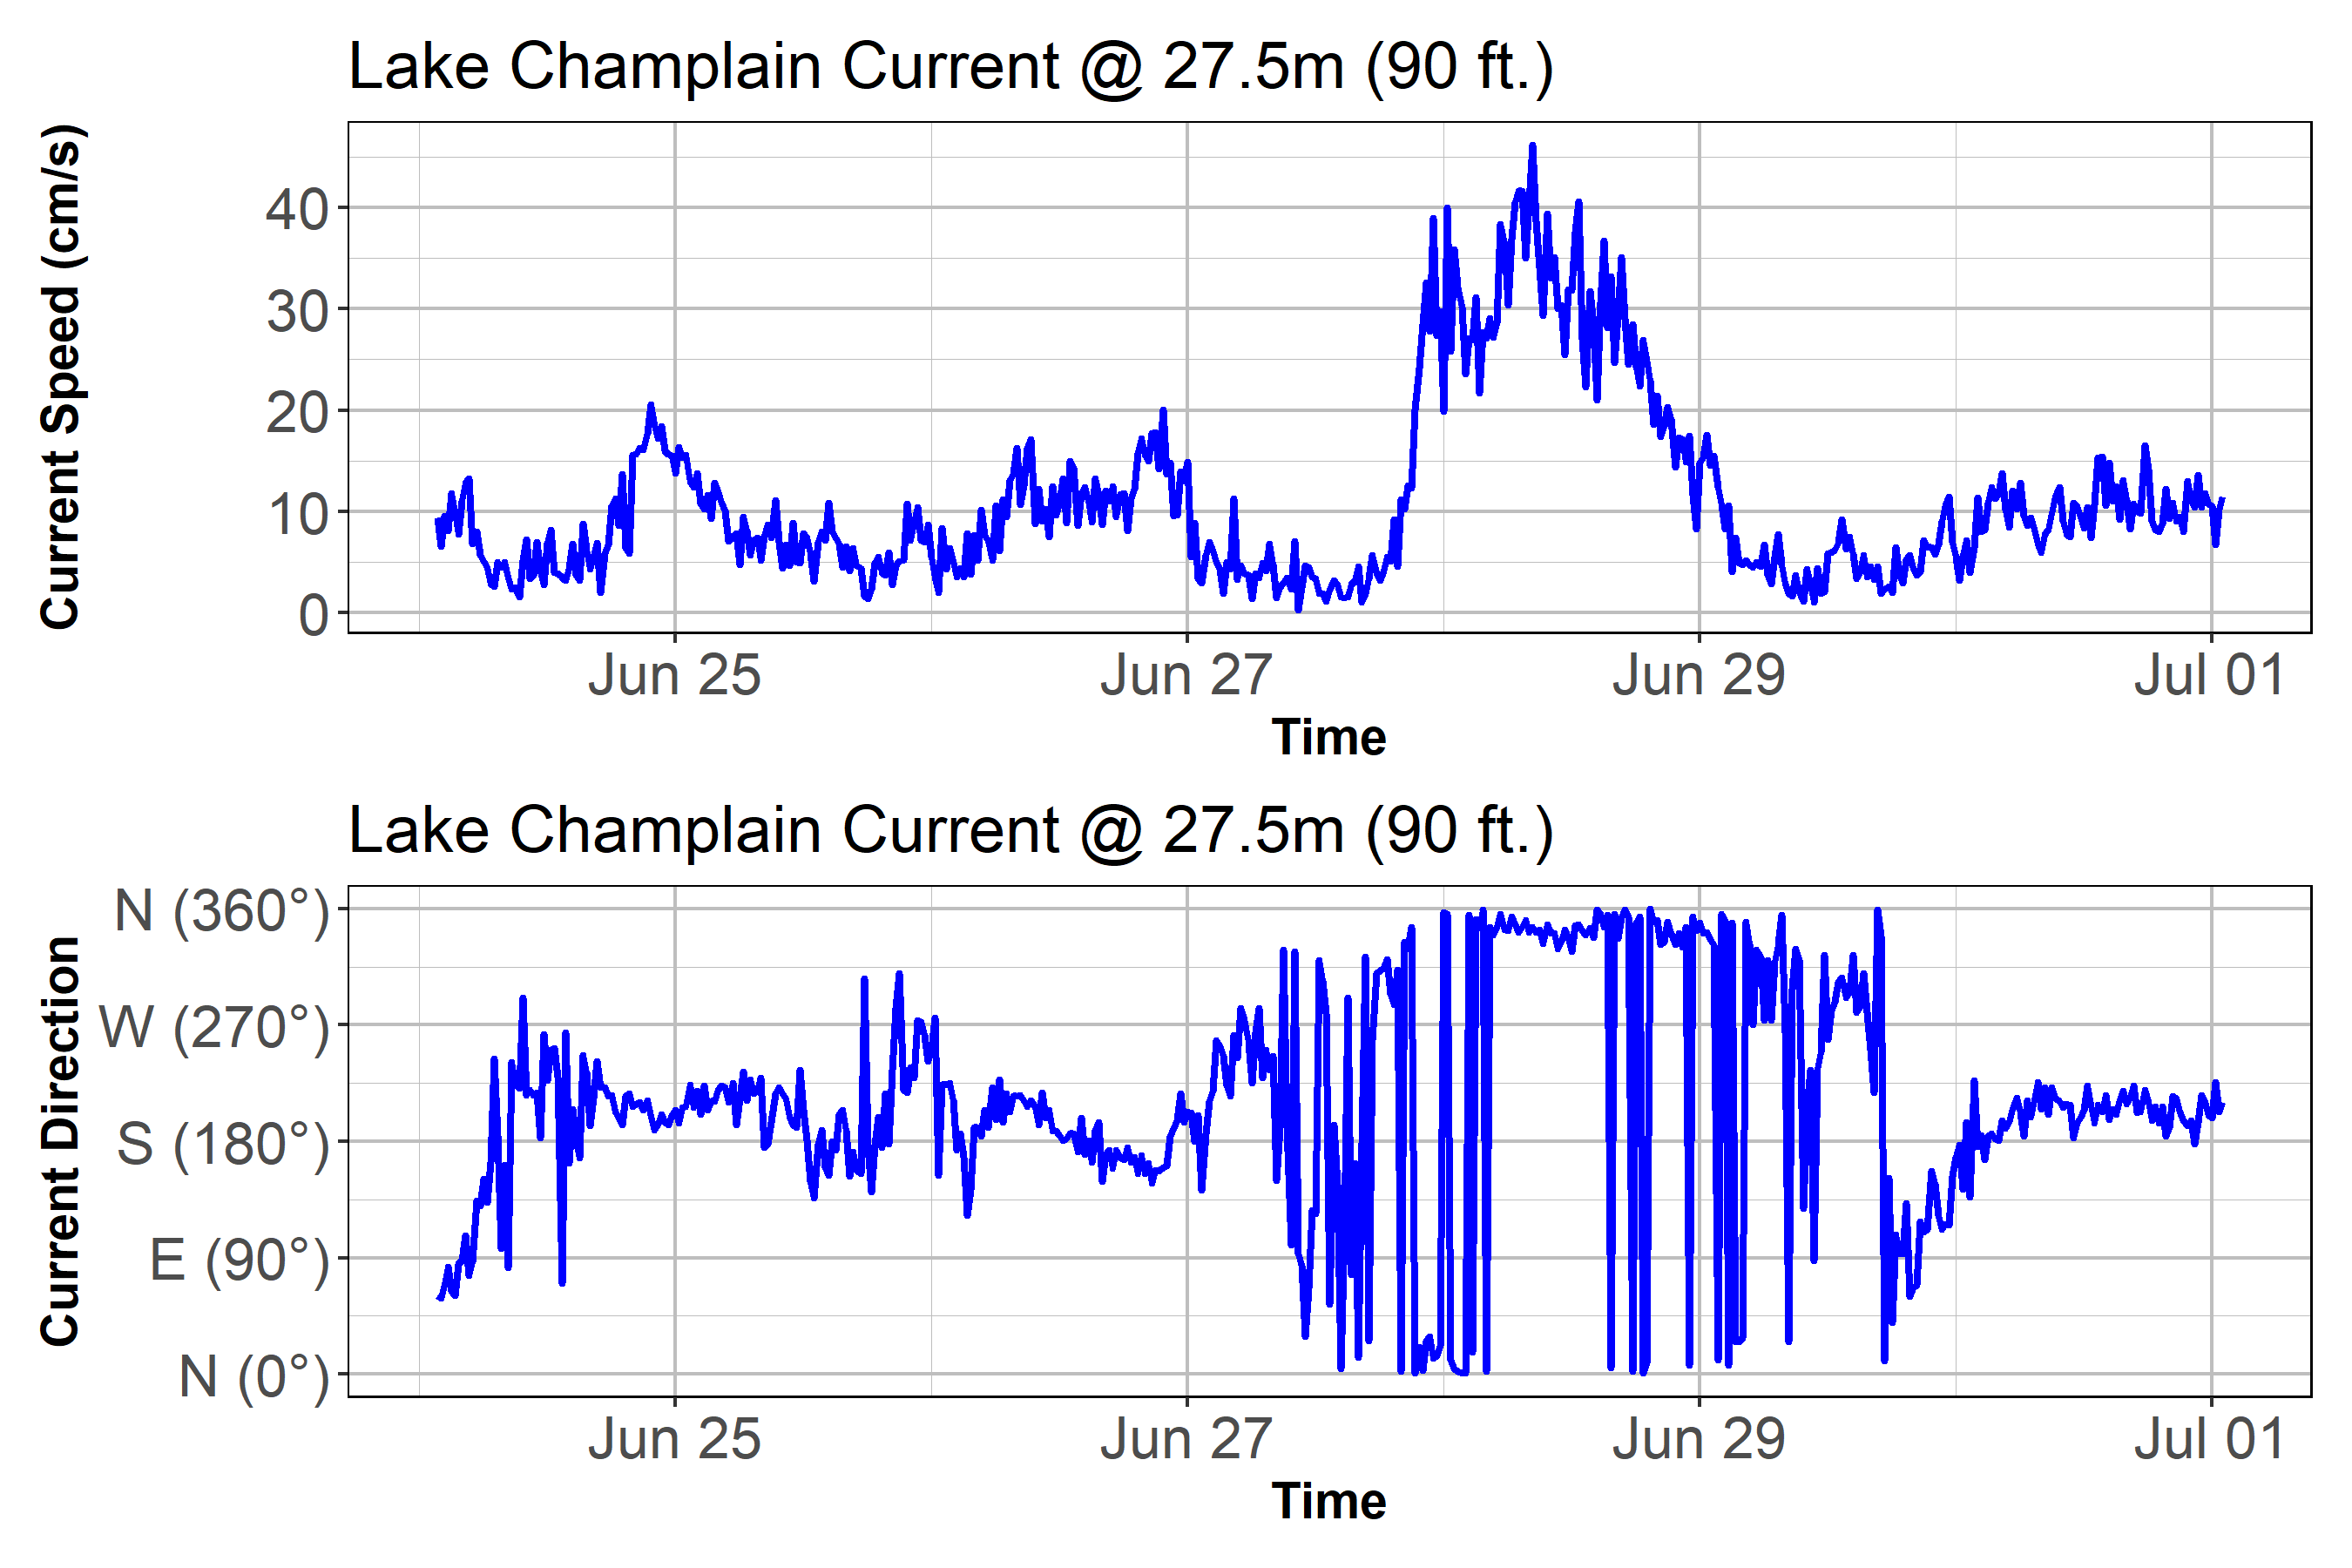 Lake Champlain Current @ 27.5m (90 ft.)
Current Speed (cm/s)
40
30
20
10
0
Jun 25 Jun 27 Jun 29 Jul 01
Time
Lake Champlain Current @ 27.5m (90 ft.)
Current Direction
N (360°)
W (270°)
S (180°)
E (90°)
N (0°)
Jun 25 Jun 27 Jun 29 Jul 01
Time